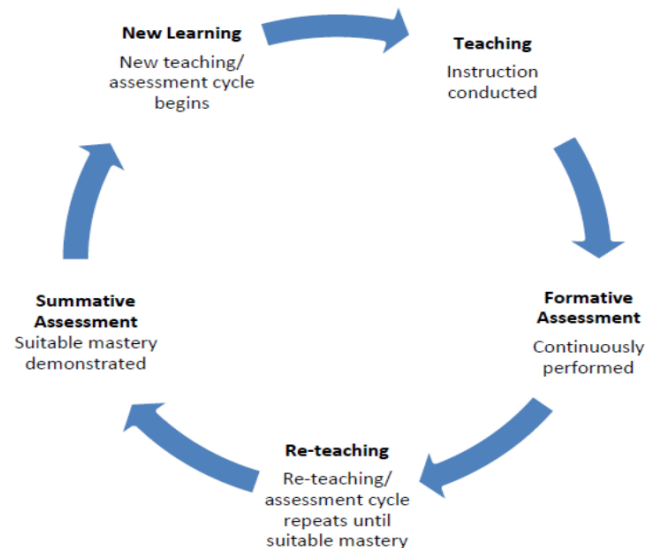 New Learning
New teaching/
assessment cycle
begins
Teaching
Instruction
conducted
Formative
Assessment
Continuously
performed
Re-teaching
Re-teaching/
assessment cycle
repeats until
suitable mastery
Summative
Assessment
Suitable mastery
demonstrated